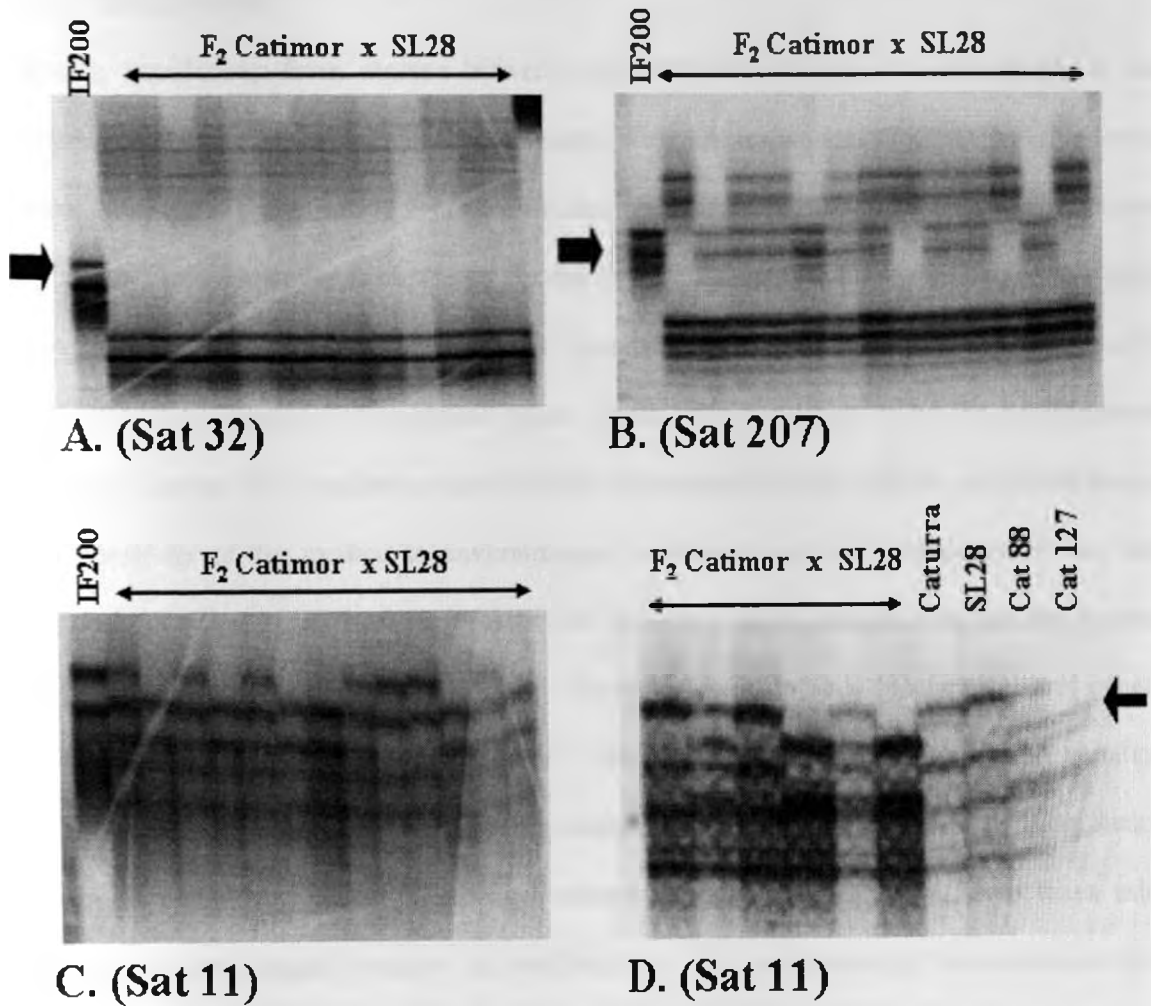 IF200
F2 Catimor x SL28
IF200
F2 Catimor x SL28
A. (Sat 32)
B. (Sat 207)
IF200
F2 Catimor x SL28
F2 Catimor x SL28
Caturra
SL28
Cat 88
Cat 127
C. (Sat 11)
D. (Sat 11)